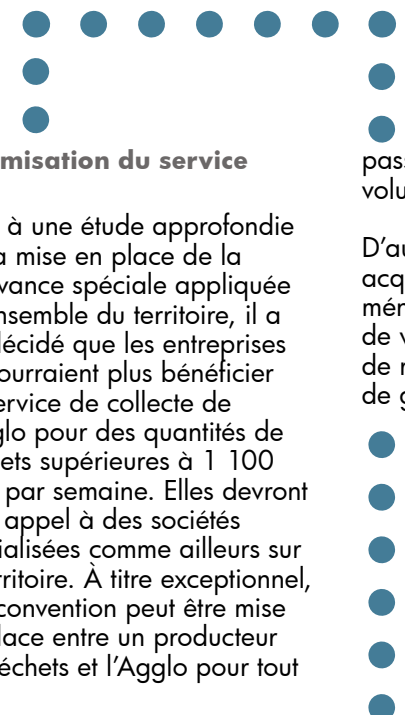 misation du service
à une étude approfondie
mise en place de la
vance spéciale appliquée
nsemble du territoire, il a
décidé que les entreprises
ourraient plus bénéficier
ervice de collecte de
glo pour des quantités de
ets supérieures à 1 100
par semaine. Elles devront
appel à des sociétés
ialisées comme ailleurs sur
rritoire. À titre exceptionnel,
convention peut être mise
lace entre un producteur
échets et l’Agglo pour tout
pas
volu
D’au
acq
mén
de v
de
de g